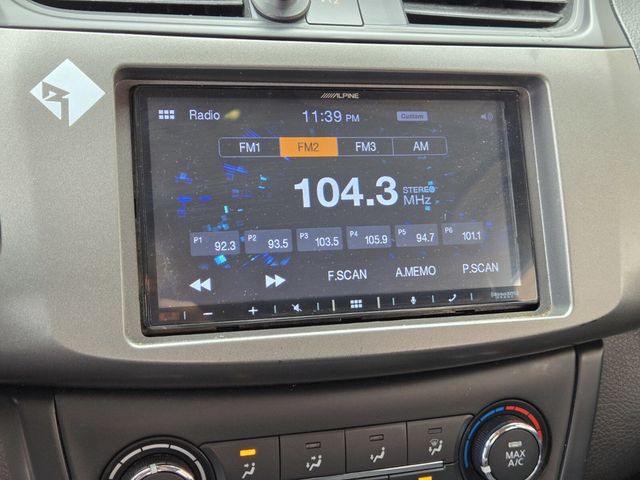 ALPINE
Radio 11:39 PM Custom
FM1 FM2 FM3 AM
104.3 STEREO MHz
P1 92.3 P2 93.5 P3 103.5 P4 105.9 P5 94.7 P6 101.1
F.SCAN A.MEMO P.SCAN
MAX A/C